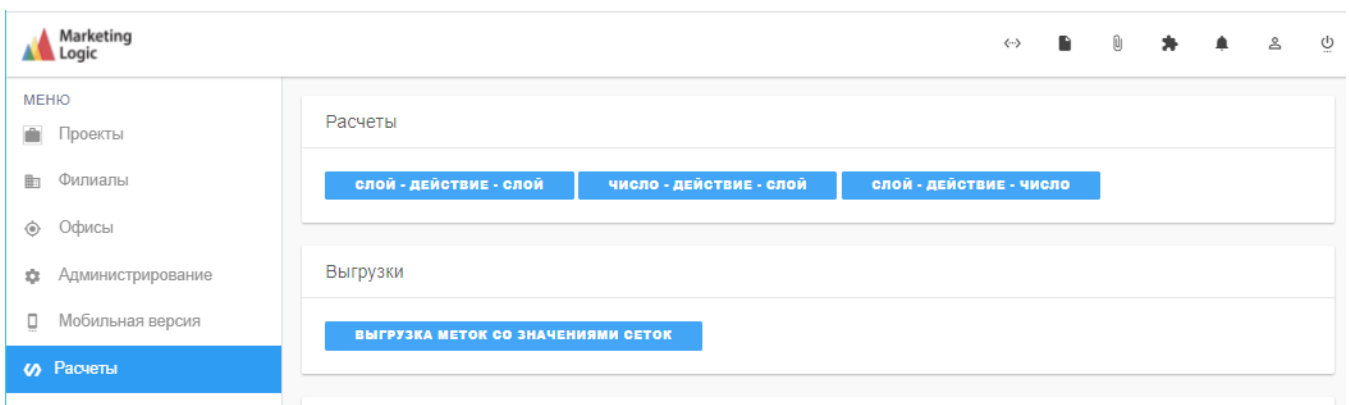 Marketing
Logic
МЕНЮ
Проекты
Филиалы
Офисы
Администрирование
Мобильная версия
Расчеты
Расчеты
СЛОЙ - ДЕЙСТВИЕ - СЛОЙ
ЧИСЛО - ДЕЙСТВИЕ - СЛОЙ
СЛОЙ - ДЕЙСТВИЕ - ЧИСЛО
Выгрузки
ВЫГРУЗКА МЕТОК СО ЗНАЧЕНИЯМИ СЕТОК